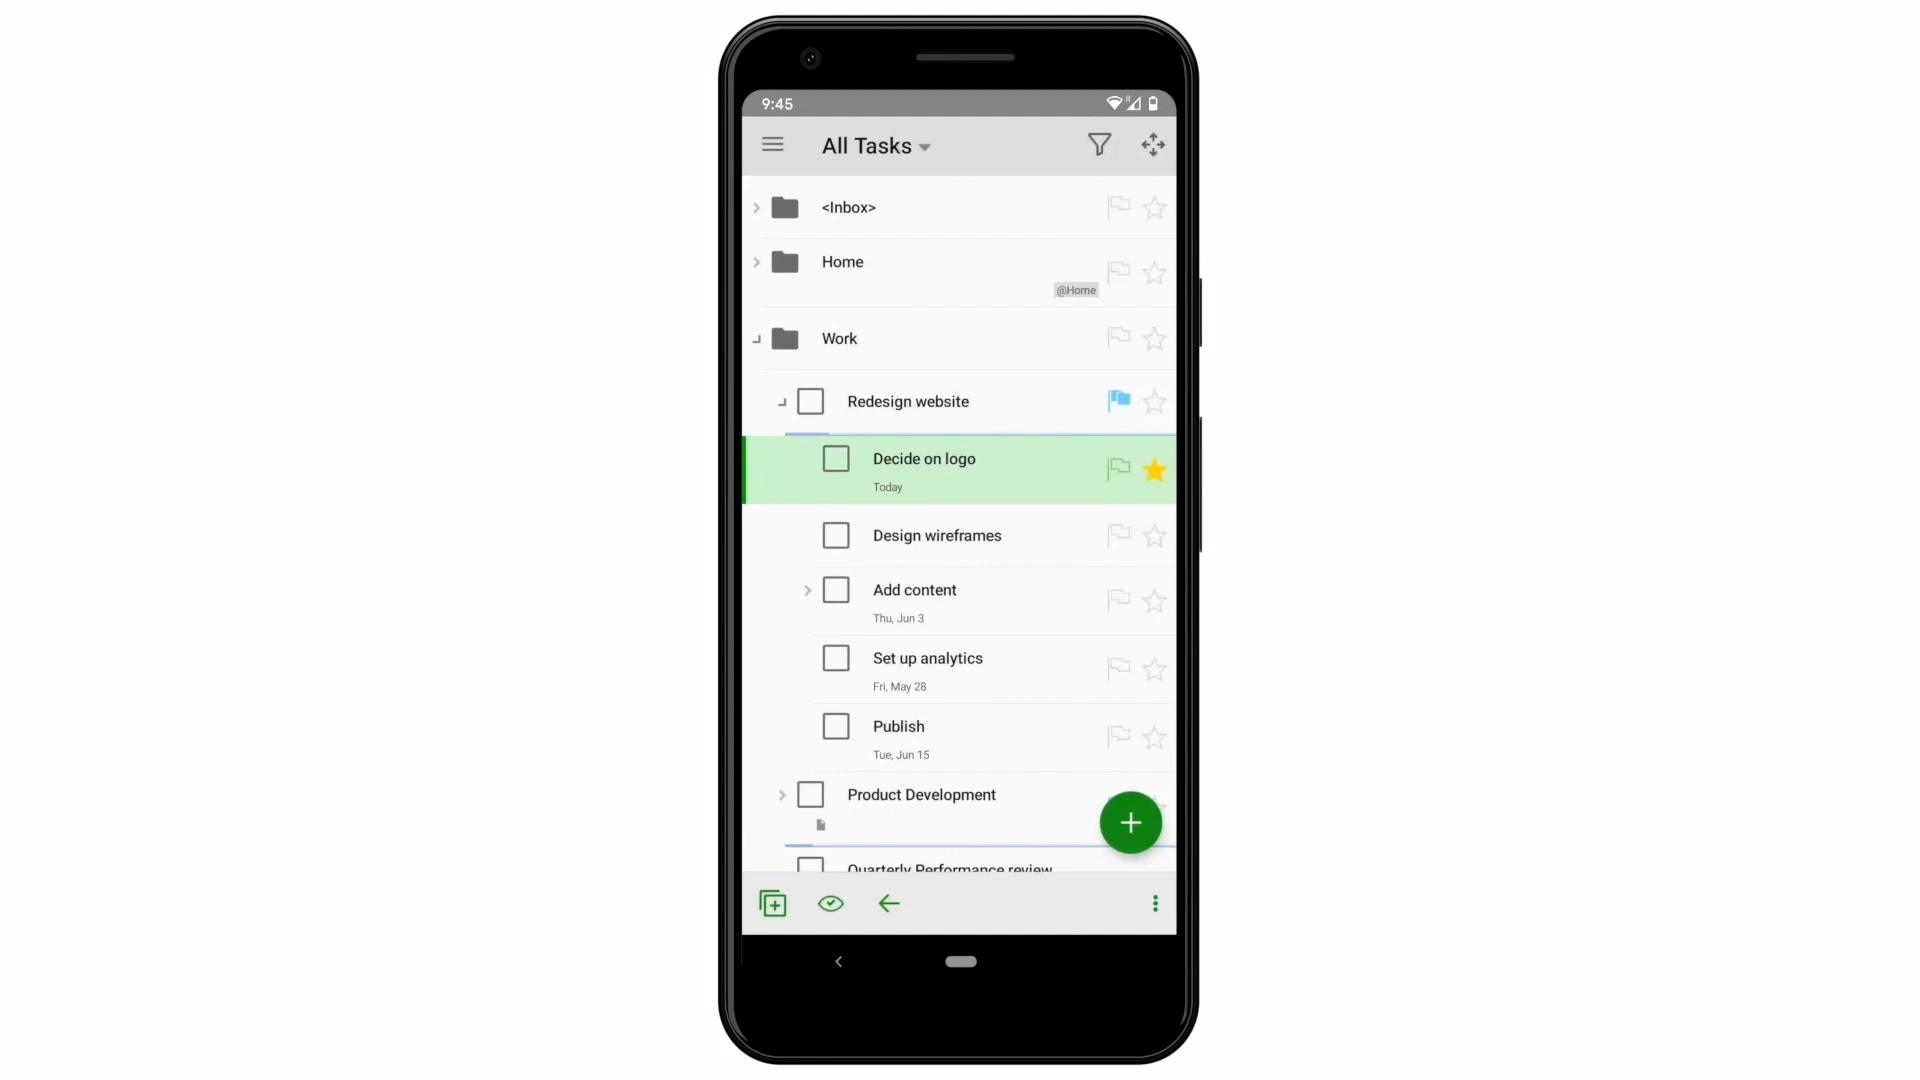 9:45
R
All Tasks
<Inbox>
Home
@Home
Work
Redesign website
Decide on logo
Today
Design wireframes
Add content
Thu, Jun 3
Set up analytics
Fri, May 28
Publish
Tue, Jun 15
Product Development
Quarterly Performance review